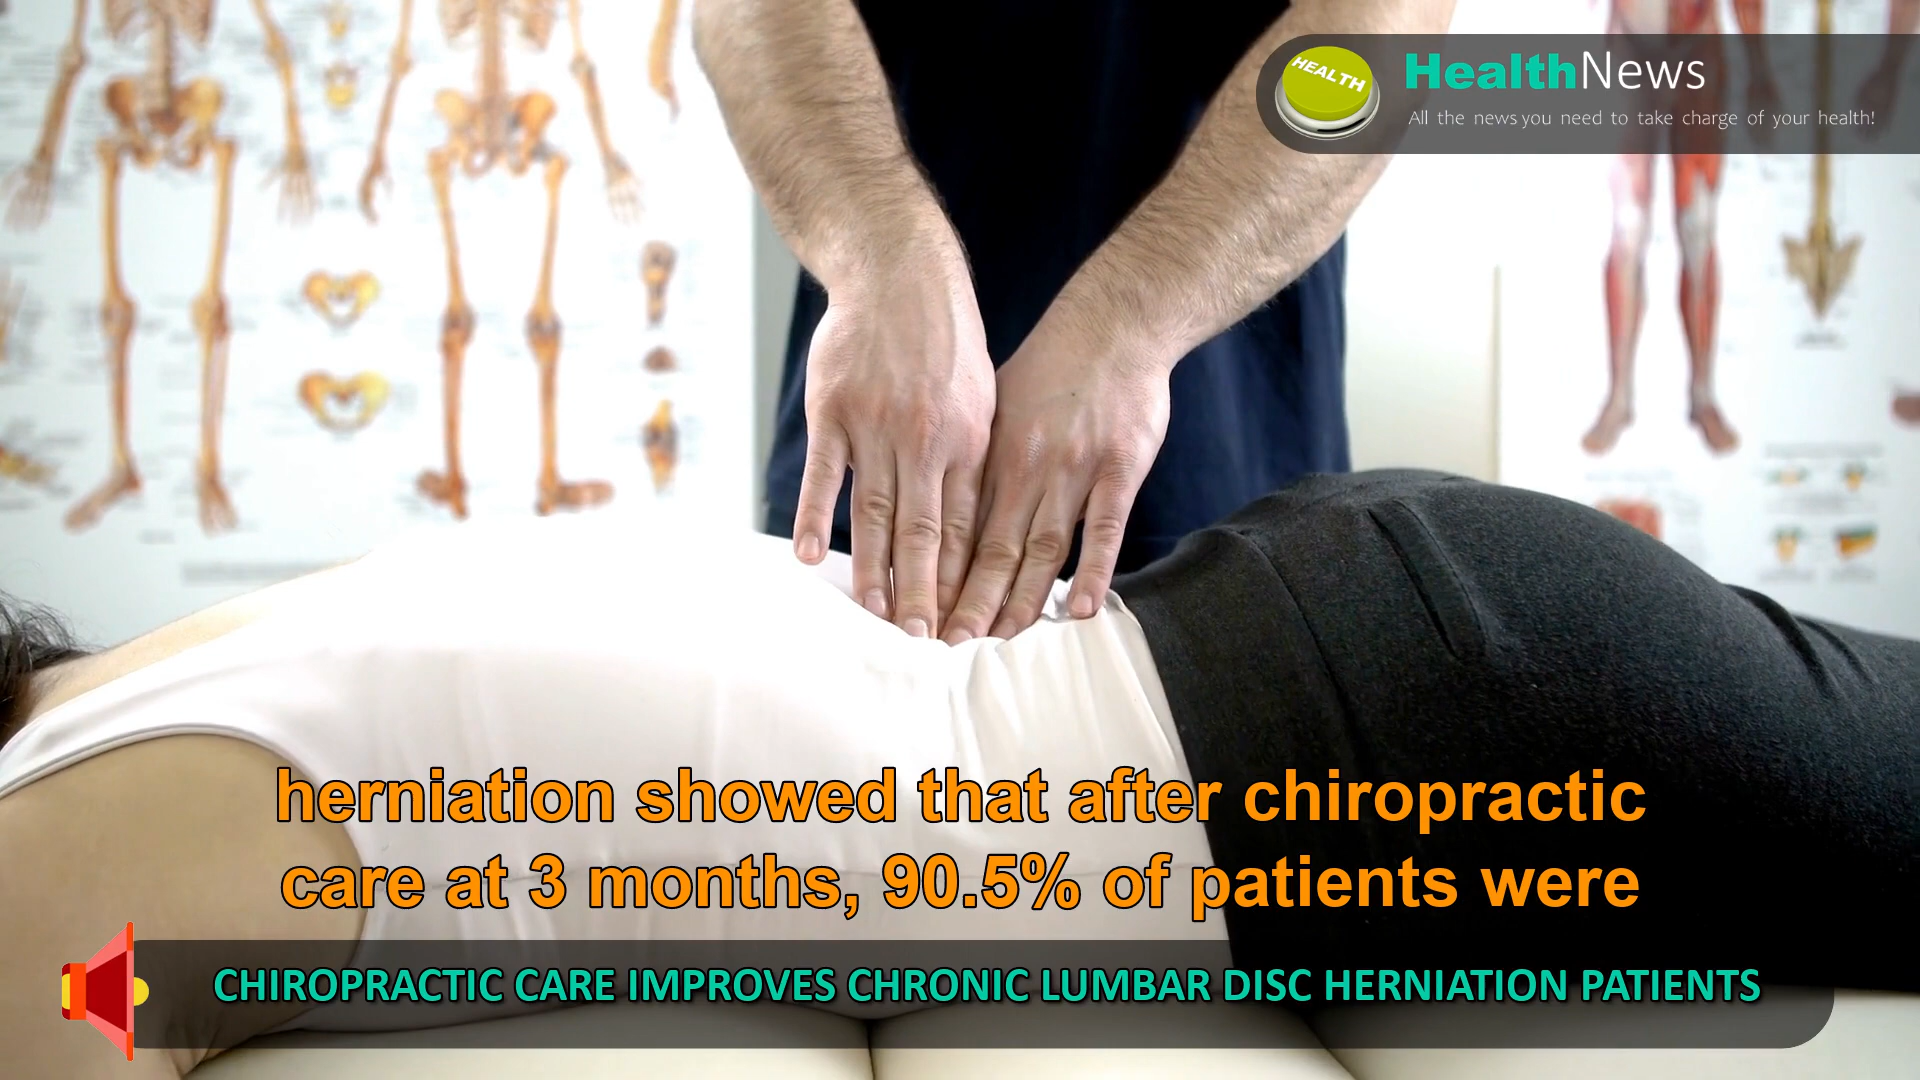 HEALTH
HealthNews
All the news you need to take charge of your health!
herniation showed that after chiropractic
care at 3 months, 90.5% of patients were
CHIROPRACTIC CARE IMPROVES CHRONIC LUMBAR DISC HERNIATION PATIENTS